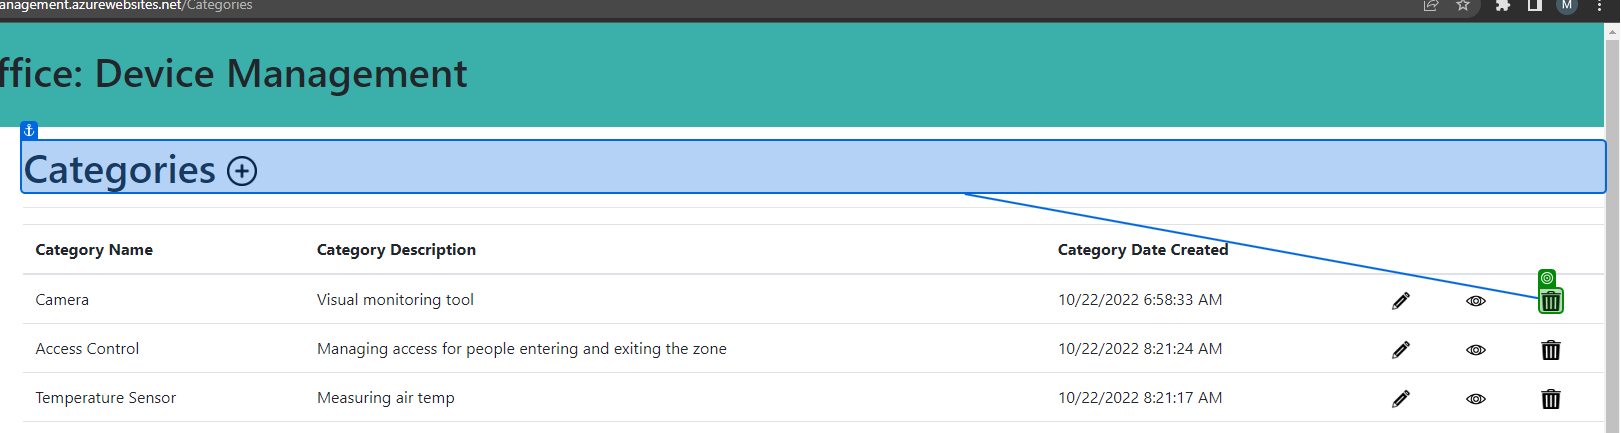 anagement.azurewebsites.net/Categories
M
ffice: Device Management
Categories
Category Name Category Description Category Date Created
Camera Visual monitoring tool 10/22/2022 6:58:33 AM
Access Control Managing access for people entering and exiting the zone 10/22/2022 8:21:24 AM
Temperature Sensor Measuring air temp 10/22/2022 8:21:17 AM